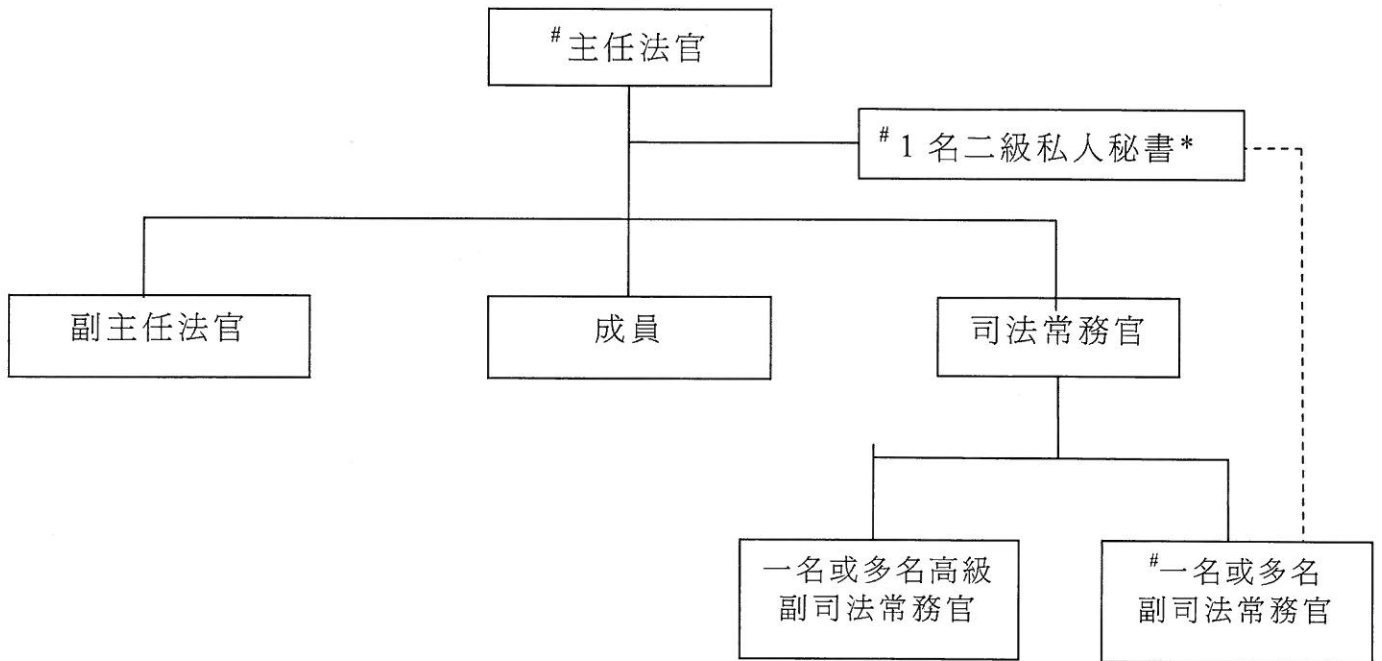 #主任法官
#1 名二級私人秘書*
副主任法官
成員
司法常務官
一名或多名高級
副司法常務官
#一名或多名
副司法常務官